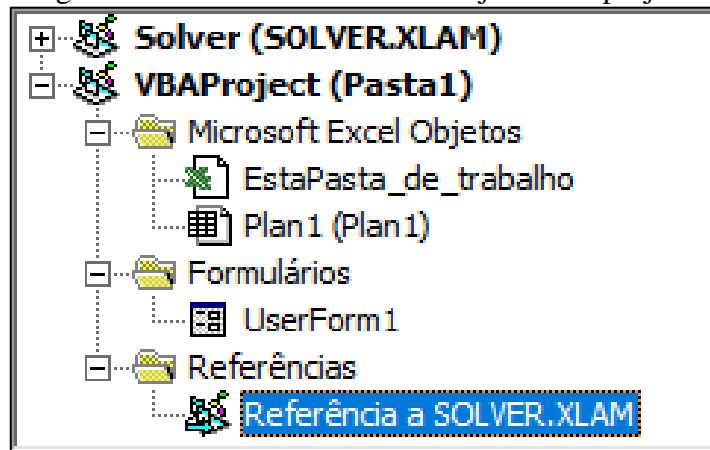 Solver (SOLVER.XLAM)
VBAProject (Pasta1)
Microsoft Excel Objetos
EstaPasta_de_trabalho
Plan1 (Plan1)
Formulários
UserForm1
Referências
Referência a SOLVER.XLAM